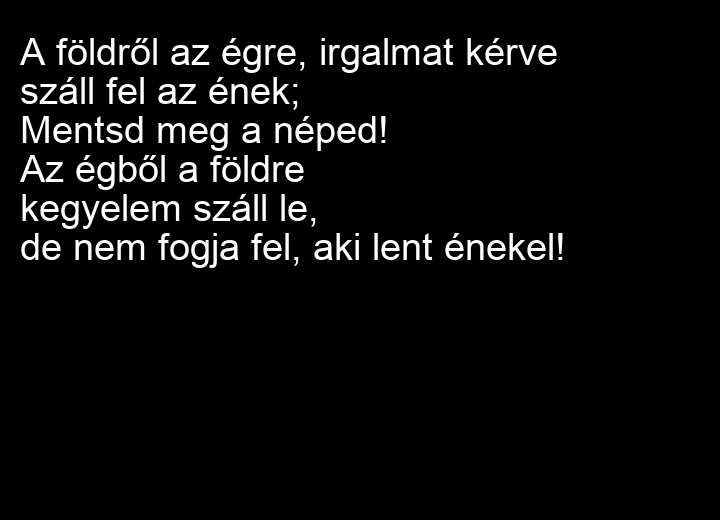 A földről az égre, irgalmat kérve
száll fel az ének;
Mentsd meg a néped!
Az égből a földre
kegyelem száll le,
de nem fogja fel, aki lent énekel!